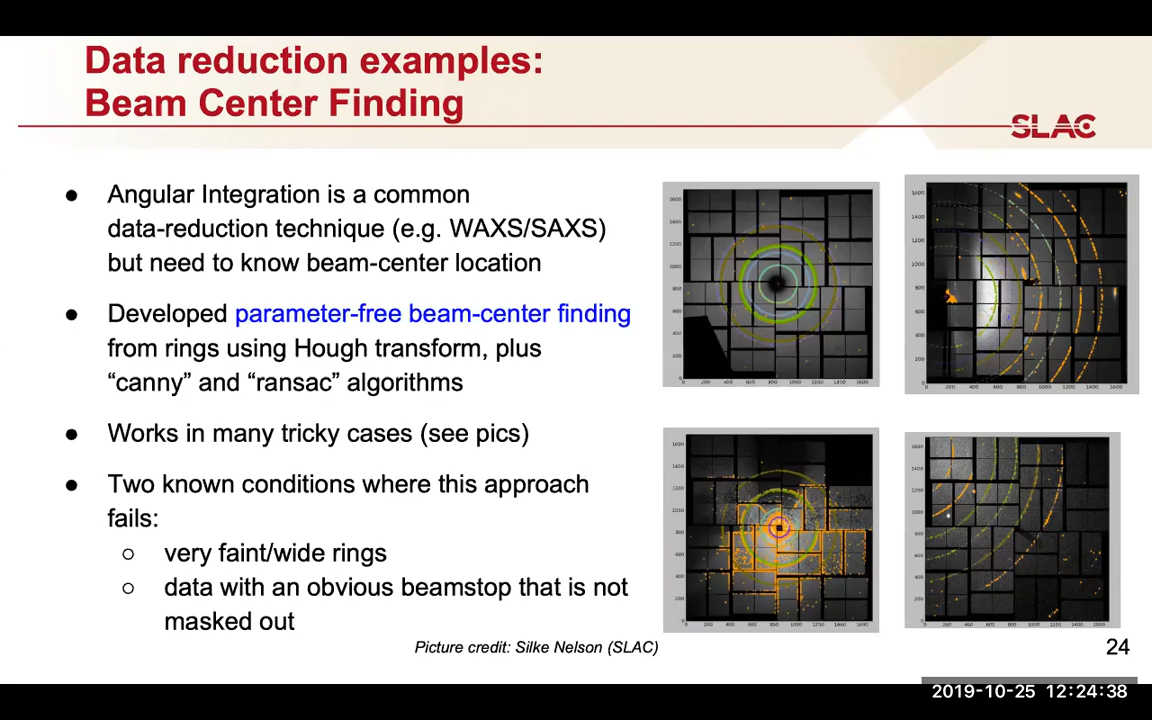 Data reduction examples:
Beam Center Finding
SLAC
● Angular Integration is a common
data-reduction technique (e.g. WAXS/SAXS)
but need to know beam-center location
● Developed parameter-free beam-center finding
from rings using Hough transform, plus
“canny” and “ransac” algorithms
● Works in many tricky cases (see pics)
● Two known conditions where this approach
fails:
○ very faint/wide rings
○ data with an obvious beamstop that is not
masked out
Picture credit: Silke Nelson (SLAC)
24
2019-10-25 12:24:38